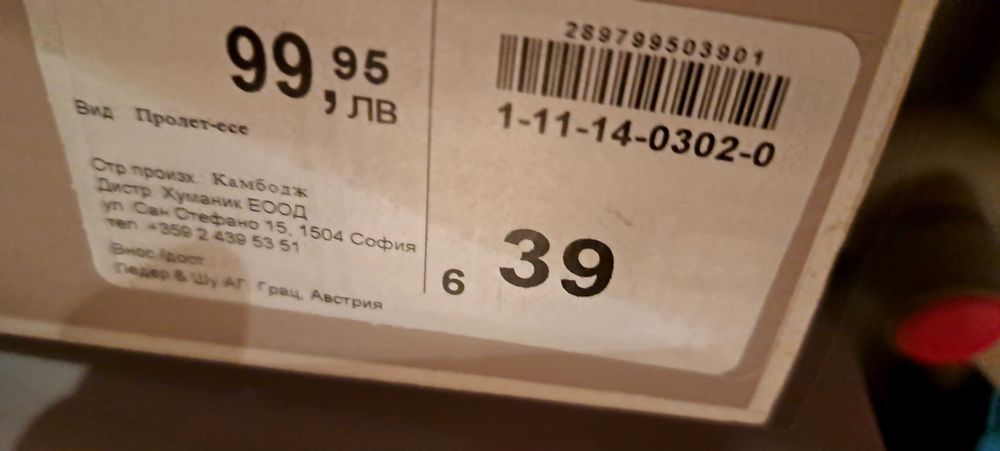 99,95 ЛВ
Вид Пролет-есе
Стр произх.: Камбодж
Дистр Хуманик ЕООД
ул. Сан Стефано 15, 1504 София
тел +359 2 439 53 51
Внос./дост.:
Ледер & Шу АГ, Грац, Австрия
289799503901
1-11-14-0302-0
6 39